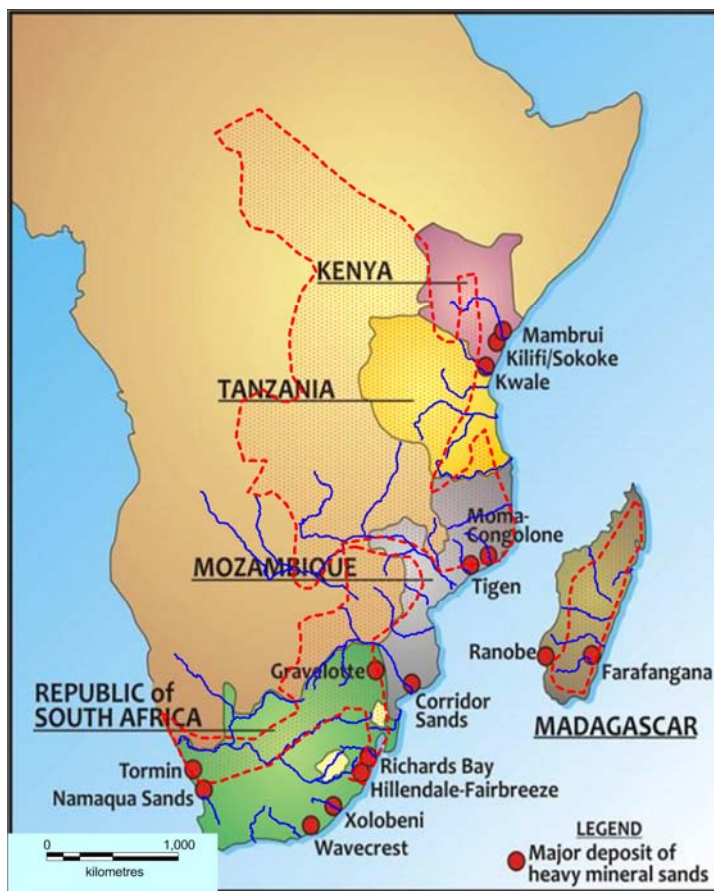 KENYA
Mambrui
Kilifi/Sokoke
Kwale
TANZANIA
Moma-
Congolone
MOZAMBIQUE
Tigen
Ranobe
Farafangana
Gravelotte
Corridor
Sands
MADAGASCAR
REPUBLIC of
SOUTH AFRICA
Tormin
Namaqua Sands
Richards Bay
Hillendale-Fairbreeze
Xolobeni
Wavecrest
0 1,000
kilometres
LEGEND
Major deposit of
heavy mineral sands